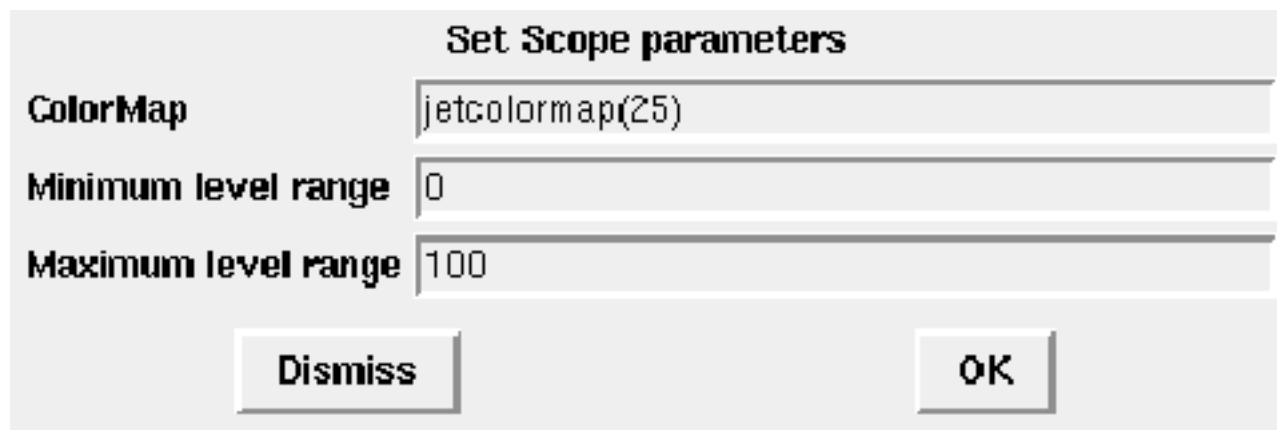 Set Scope parameters
ColorMap jetcolormap(25)
Minimum level range 0
Maximum level range 100
Dismiss OK